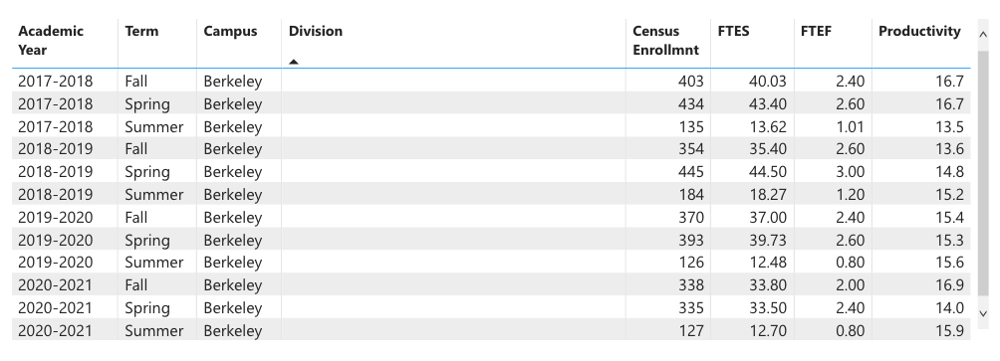 Academic Year Term Campus Division Census Enrollmnt FTES FTEF Productivity
2017-2018 Fall Berkeley 403 40.03 2.40 16.7
2017-2018 Spring Berkeley 434 43.40 2.60 16.7
2017-2018 Summer Berkeley 135 13.62 1.01 13.5
2018-2019 Fall Berkeley 354 35.40 2.60 13.6
2018-2019 Spring Berkeley 445 44.50 3.00 14.8
2018-2019 Summer Berkeley 184 18.27 1.20 15.2
2019-2020 Fall Berkeley 370 37.00 2.40 15.4
2019-2020 Spring Berkeley 393 39.73 2.60 15.3
2019-2020 Summer Berkeley 126 12.48 0.80 15.6
2020-2021 Fall Berkeley 338 33.80 2.00 16.9
2020-2021 Spring Berkeley 335 33.50 2.40 14.0
2020-2021 Summer Berkeley 127 12.70 0.80 15.9